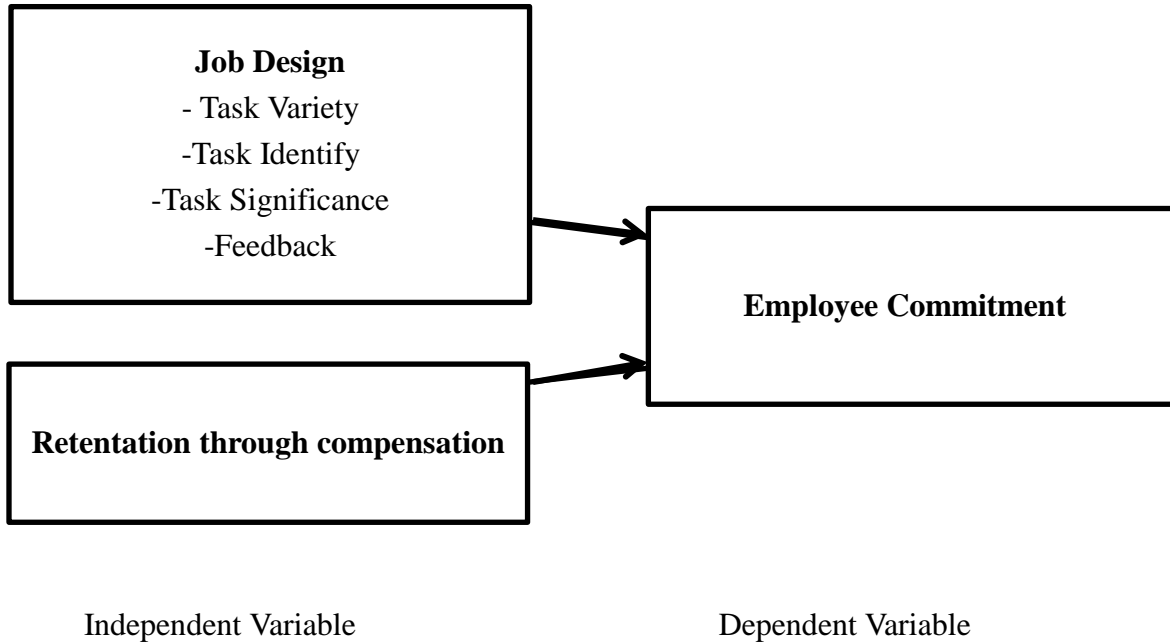 Job Design
- Task Variety
-Task Identify
-Task Significance
-Feedback
Employee Commitment
Retentation through compensation
Independent Variable
Dependent Variable